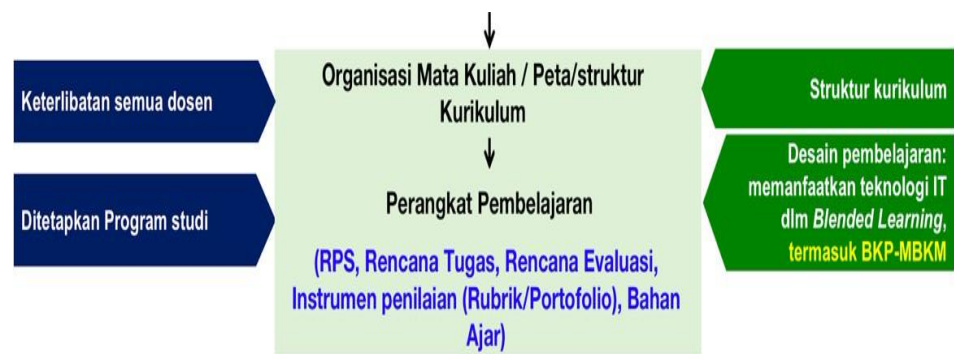 Keterlibatan semua dosen
Ditetapkan Program studi
Organisasi Mata Kuliah / Peta/struktur
Kurikulum
Perangkat Pembelajaran
(RPS, Rencana Tugas, Rencana Evaluasi,
Instrumen penilaian (Rubrik/Portofolio), Bahan
Ajar)
Struktur kurikulum
Desain pembelajaran:
memanfaatkan teknologi IT
dlm Blended Learning,
termasuk BKP-MBKM